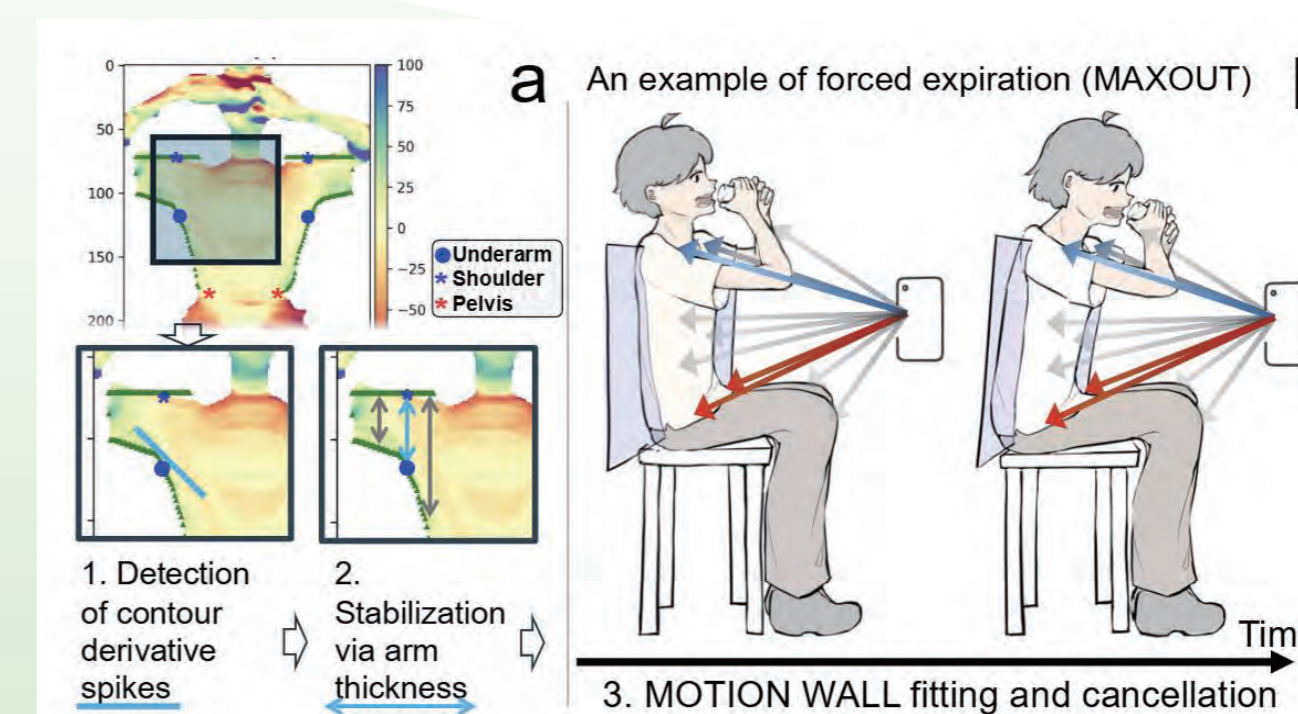 a
An example of forced expiration (MAXOUT)
0
50
100
150
200
100
75
50
25
0
−25
−50
Underarm
Shoulder
Pelvis
1. Detection
of contour
derivative
spikes
2.
Stabilization
via arm
thickness
Tim
3. MOTION WALL fitting and cancellation